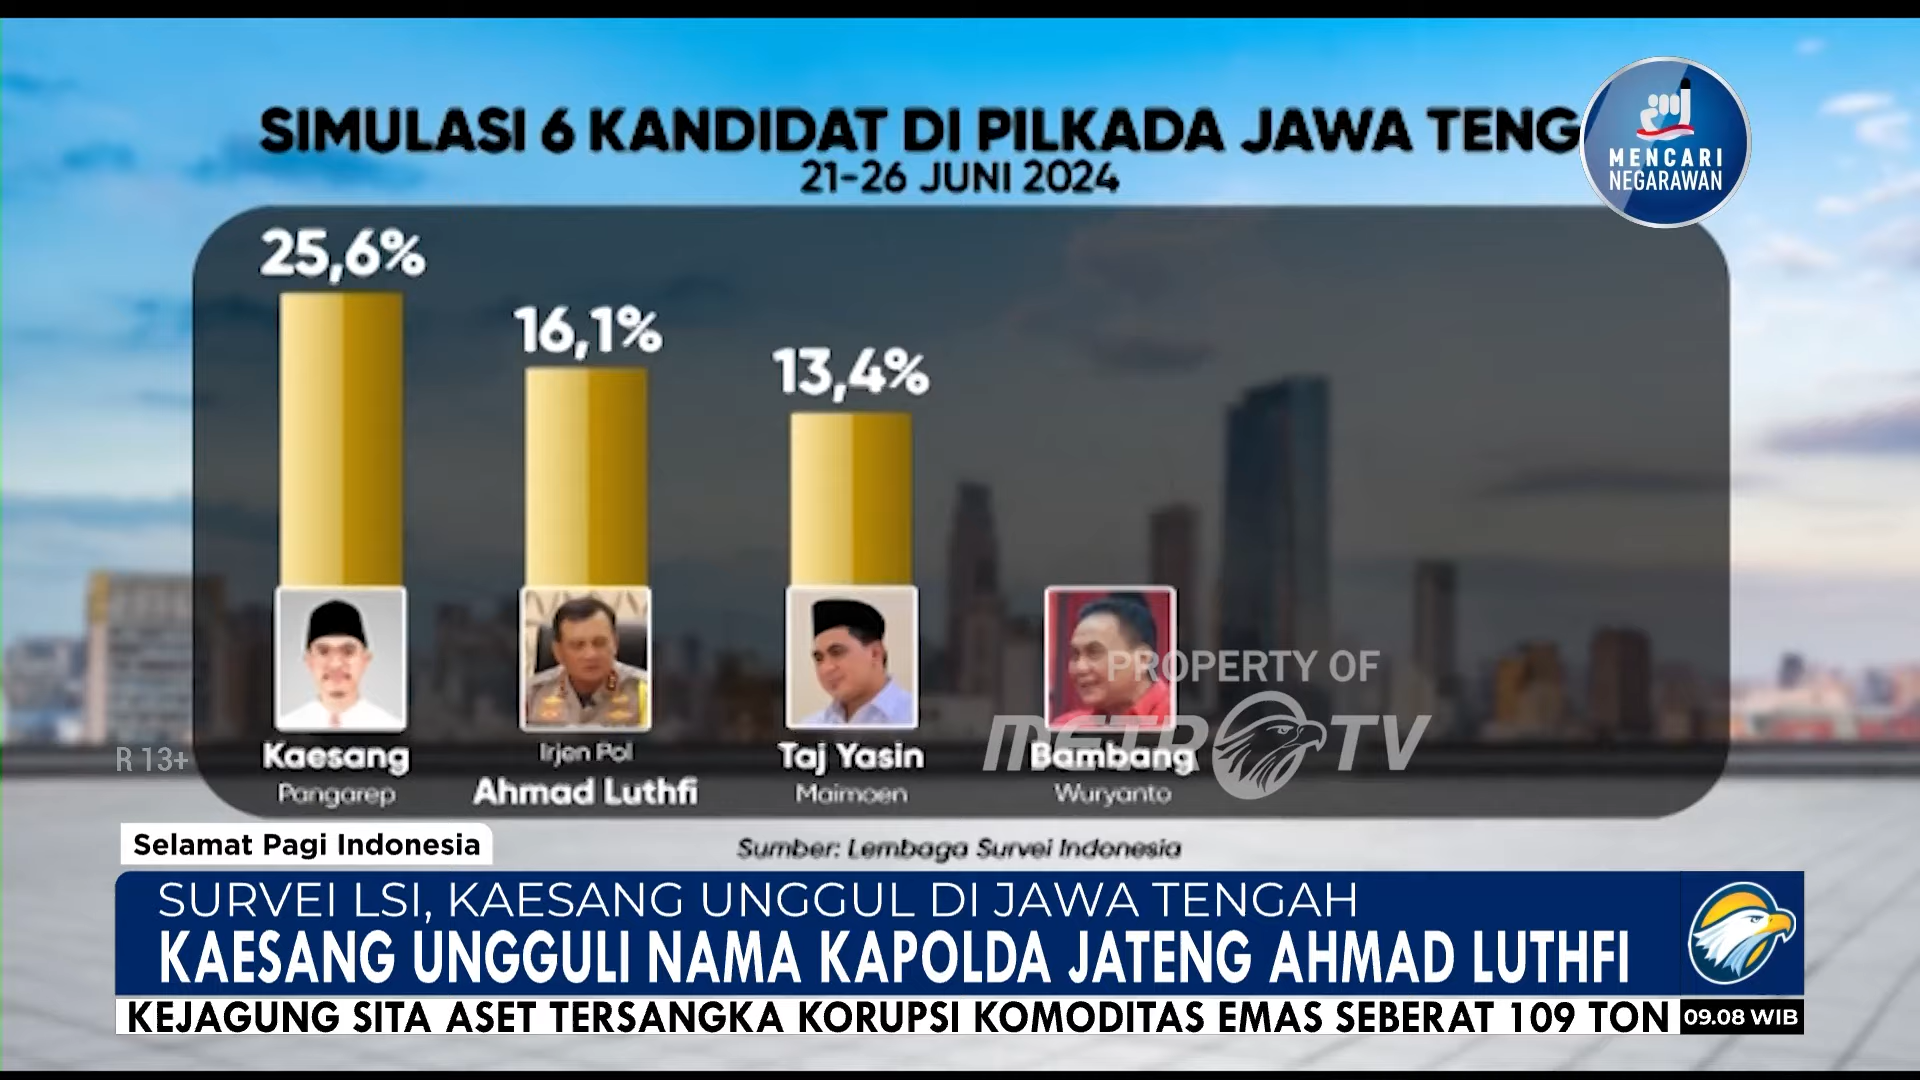 SIMULASI 6 KANDIDAT DI PILKADA JAWA TENG
21-26 JUNI 2024
MENCARI
NEGARAWAN
25,6%
16,1%
13,4%
Kaesang
Pangarep
Irjen Pol
Ahmad Luthfi
Taj Yasin
Maimoen
Bambang
Wuryanto
PROPERTY OF
METRO TV
R 13+
Selamat Pagi Indonesia
Sumber: Lembaga Survei Indonesia
SURVEI LSI, KAESANG UNGGUL DI JAWA TENGAH
KAESANG UNGGULI NAMA KAPOLDA JATENG AHMAD LUTHFI
KEJAGUNG SITA ASET TERSANGKA KORUPSI KOMODITAS EMAS SEBERAT 109 TON
09.08 WIB